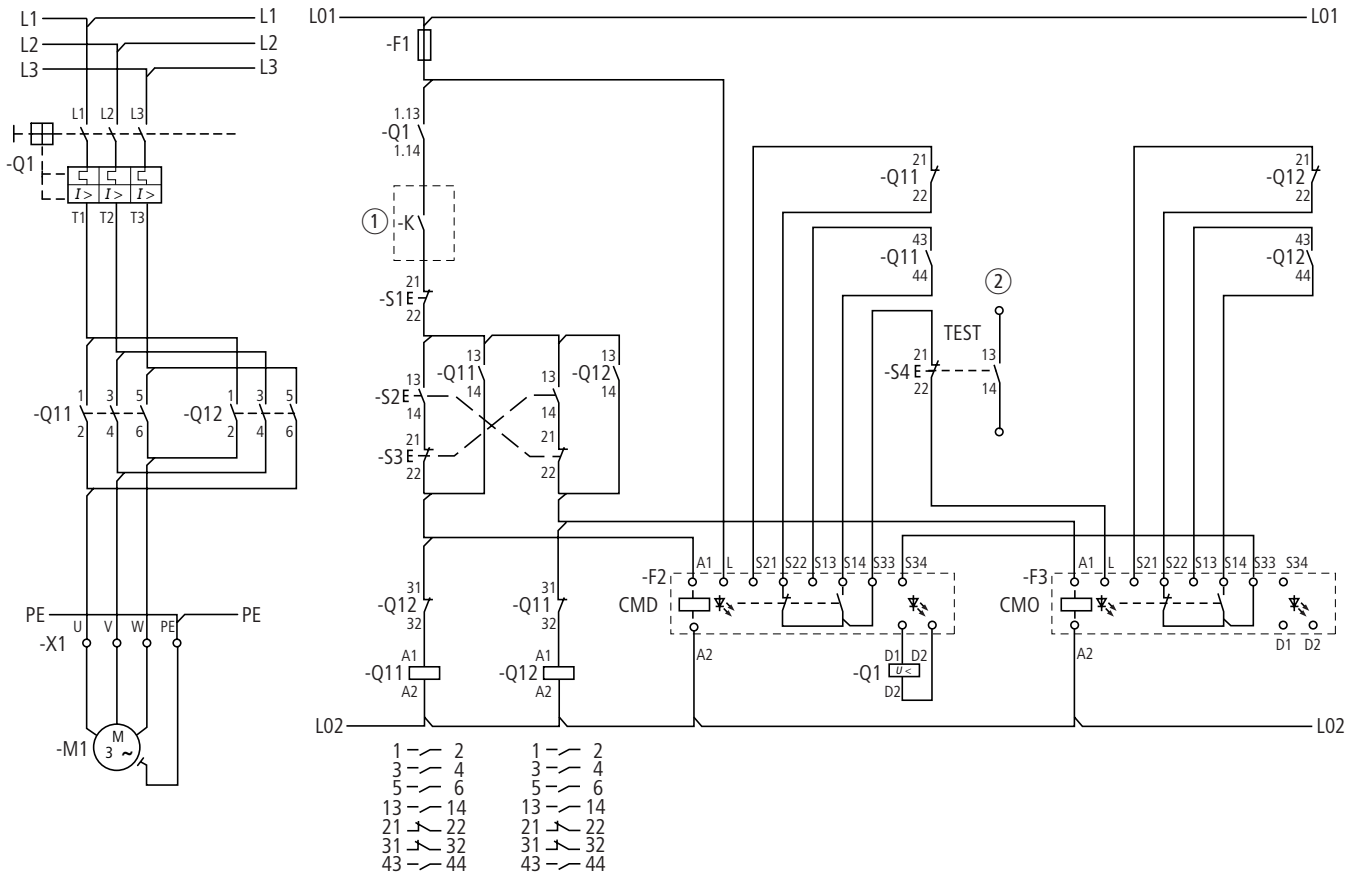 L1 L1
L2 L2
L3 L3
L1 L2 L3
-Q1
I > I > I >
T1 T2 T3
1 3 5 1 3 5
-Q11 -Q12
2 4 6 2 4 6
PE PE
U V W PE
-X1
-M1
M
3 ~
L01 L01
-F1
1.13
-Q1
1.14
1 -K
21
-S1 E
22
13
-Q11
14
13
-Q12
14
13
-S2 E
14
13
14
21
-S3 E
22
21
22
31
-Q12
32
31
-Q11
32
A1
-Q11
A2
A1
-Q12
A2
21
-Q11
22
43
-Q11
44
2
TEST
21
-S4 E
22
13
14
21
-Q12
22
43
-Q12
44
A1 L S21 S22 S13 S14 S33 S34
-F2
CMD
A2
D1 D2
-Q1 U <
D2
A1 L S21 S22 S13 S14 S33 S34
-F3
CMO
A2
D1 D2
L02 L02
1 2 1 2
3 4 3 4
5 6 5 6
13 14 13 14
21 22 21 22
31 32 31 32
43 44 43 44